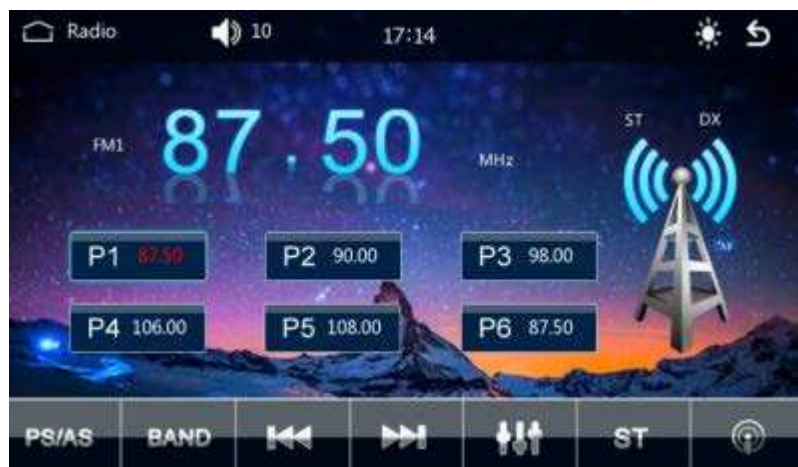 Radio 10 17:14
ST DX
FM1 87.50 MHz
P1 87.50 P2 90.00 P3 98.00
P4 106.00 P5 108.00 P6 87.50
PS/AS BAND ST